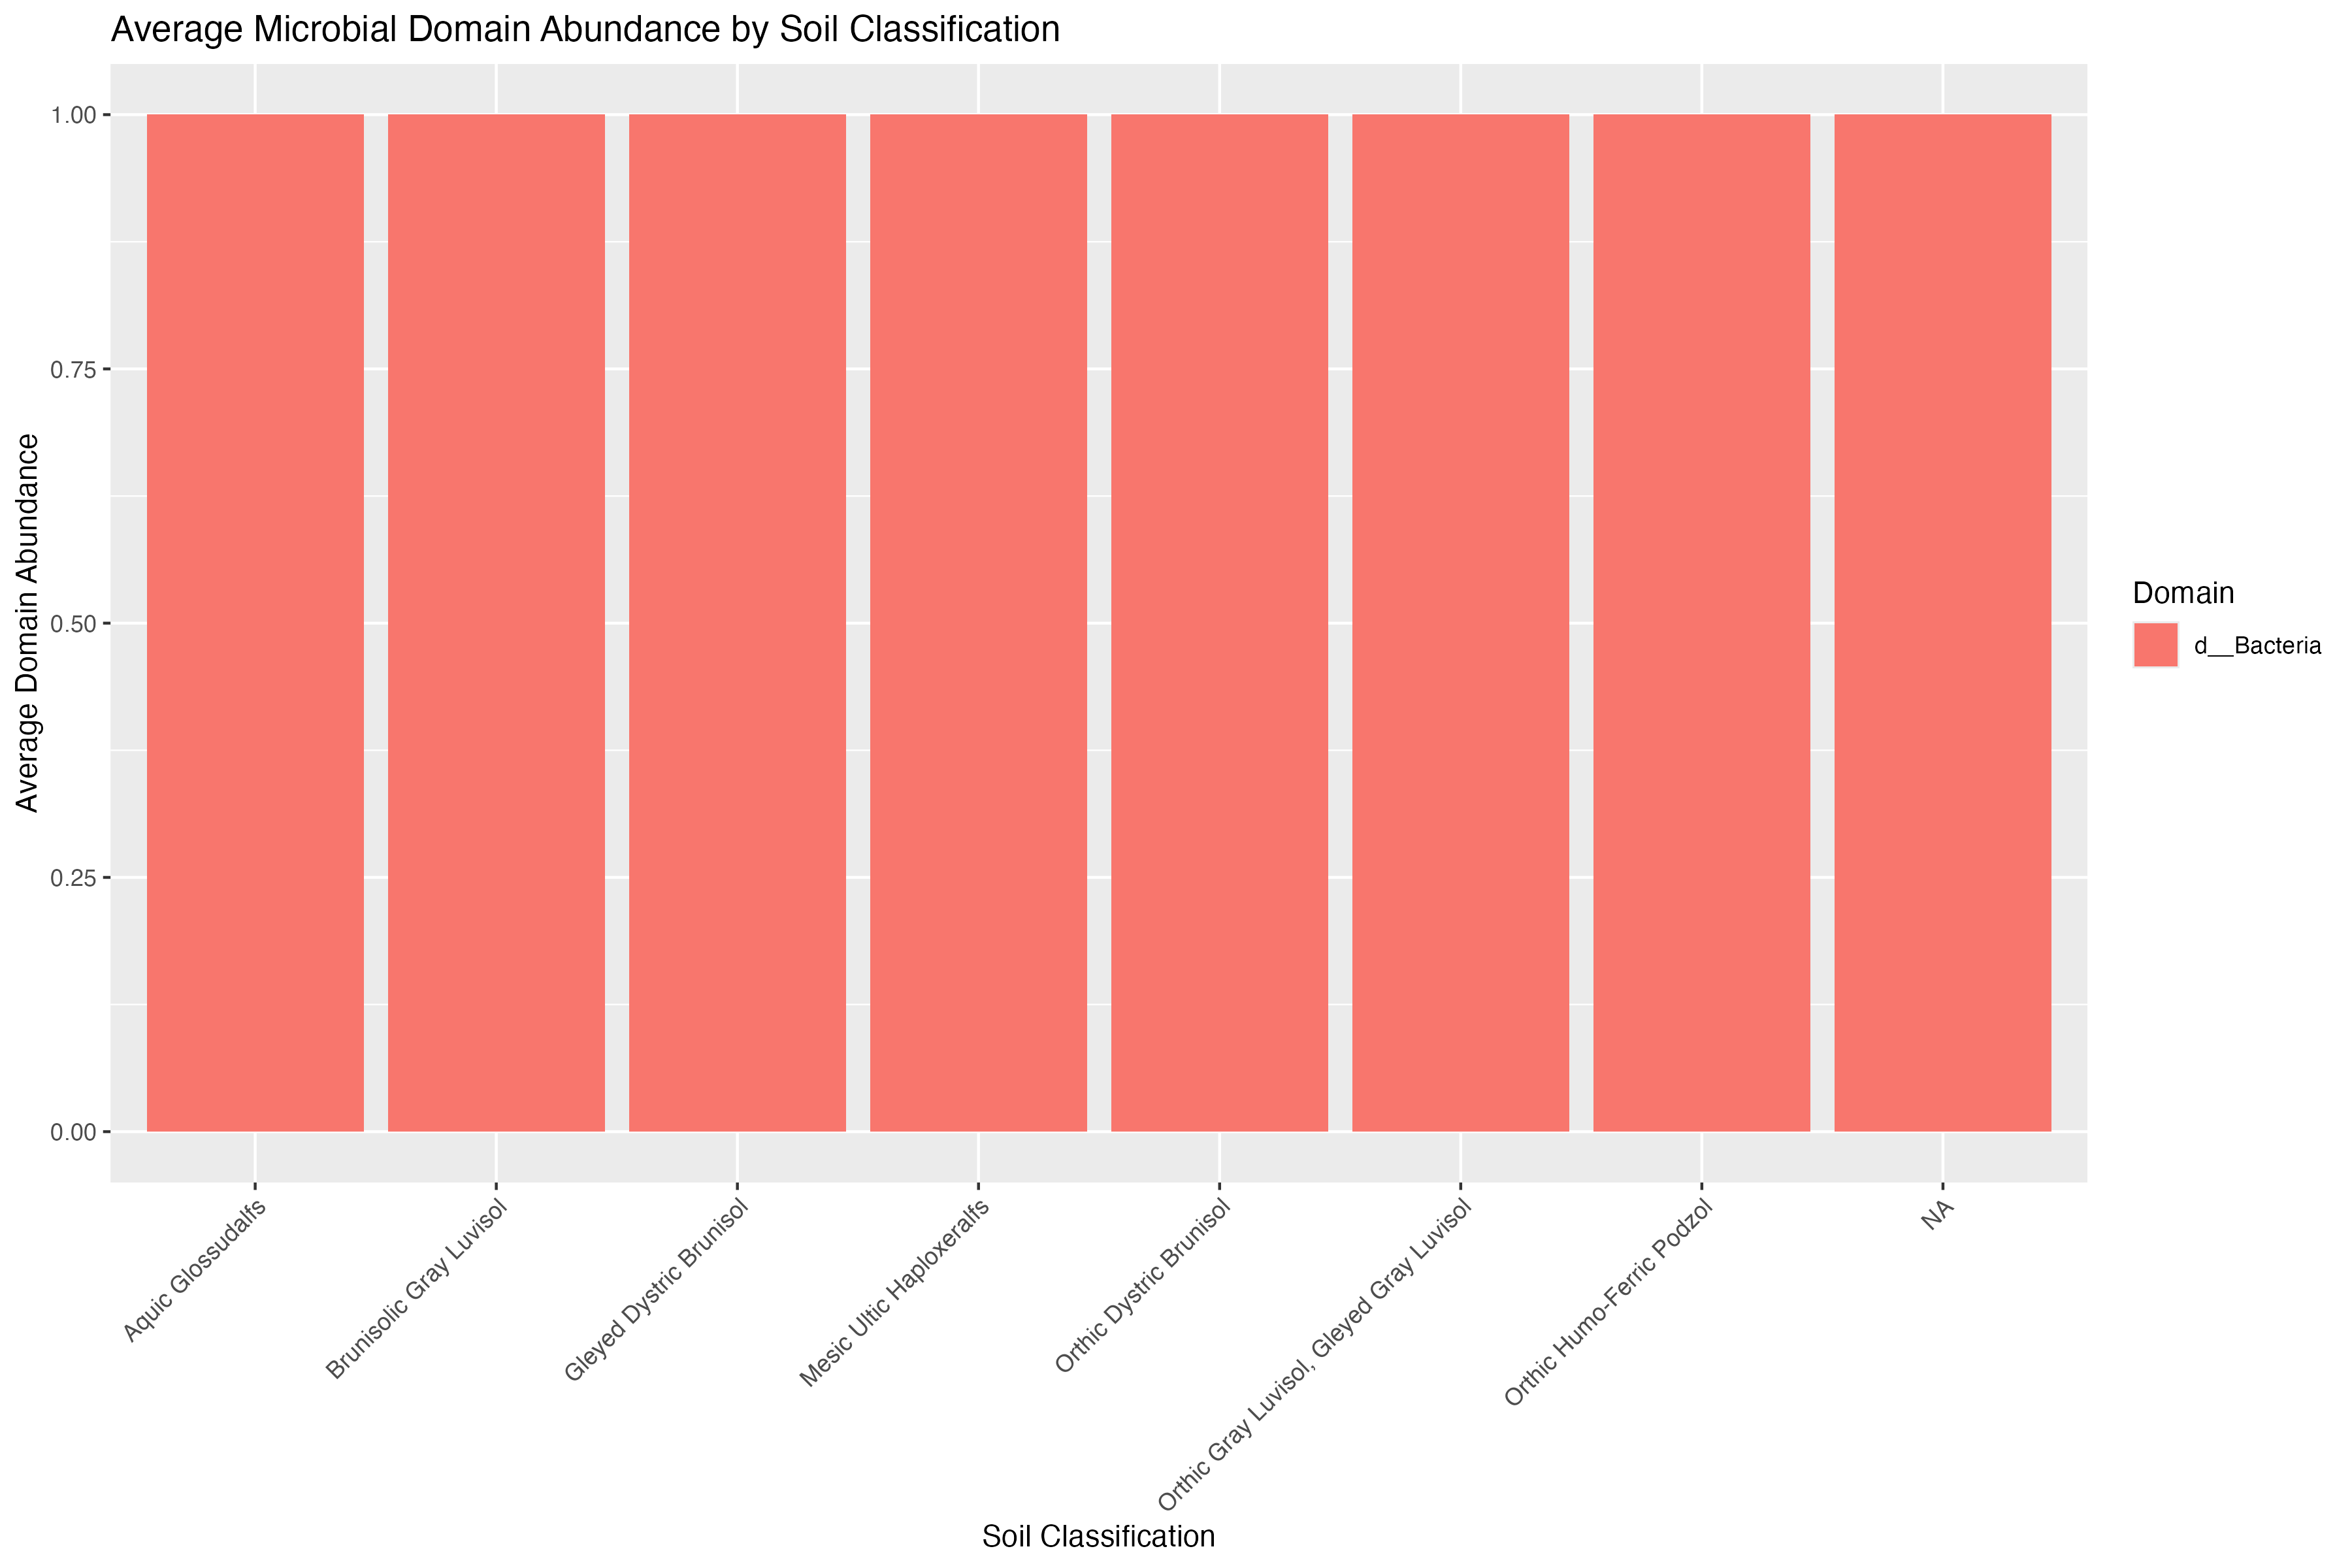 Average Microbial Domain Abundance by Soil Classification
Average Domain Abundance
1.00
0.75
0.50
0.25
0.00
Aquic Glossudalfs
Brunisolic Gray Luvisol
Gleyed Dystric Brunisol
Mesic Ultic Haploxeralfs
Orthic Dystric Brunisol
Orthic Gray Luvisol, Gleyed Gray Luvisol
Orthic Humo-Ferric Podzol
NA
Soil Classification
Domain
d__Bacteria